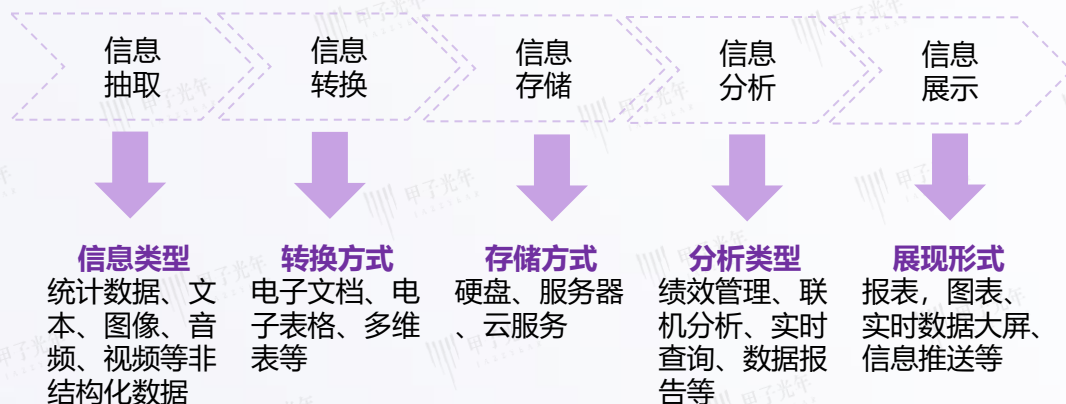 信息
抽取
信息
转换
信息
存储
信息
分析
信息
展示
信息类型
统计数据、文
本、图像、音
频、视频等非
结构化数据
转换方式
电子文档、电
子表格、多维
表等
存储方式
硬盘、服务器
、云服务
分析类型
绩效管理、联
机分析、实时
查询、数据报
告等
展现形式
报表，图表、
实时数据大屏、
信息推送等
甲子光年